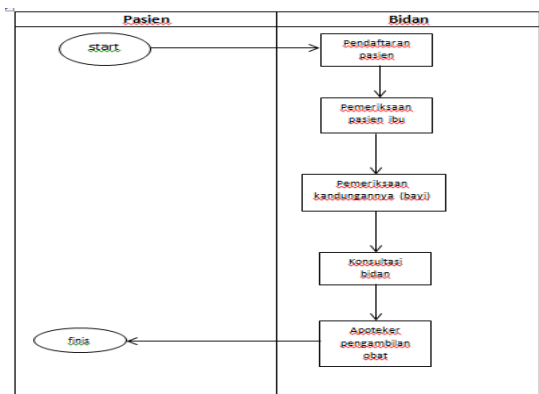 Pasien
Bidan
start
Pendaftaran
pasien
Pemeriksaan
pasien ibu
Pemeriksaan
kandungannya (bayi)
Konsultasi
bidan
finis
Apoteker
pengambilan
obat